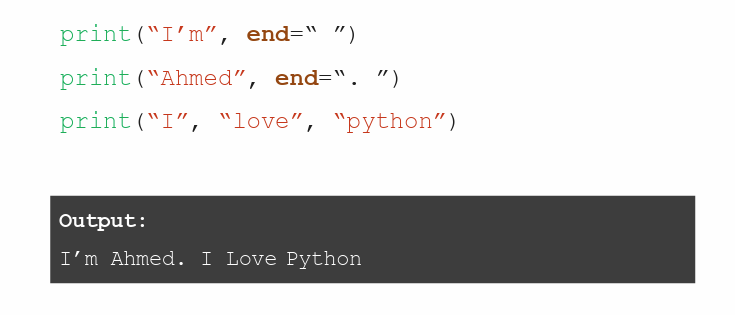 print(“I’m”, end=“ ”)
print(“Ahmed”, end=“. ”)
print(“I”, “love”, “python”)
Output:
I’m Ahmed. I Love Python